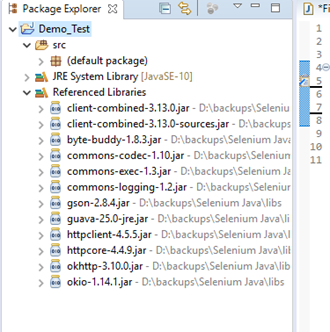 Package Explorer
*Fi
Demo_Test
src
(default package)
JRE System Library [JavaSE-10]
Referenced Libraries
client-combined-3.13.0.jar - D:\backups\Selenium
client-combined-3.13.0-sources.jar - D:\backups\
byte-buddy-1.8.3.jar - D:\backups\Selenium Java\
commons-codec-1.10.jar - D:\backups\Selenium
commons-exec-1.3.jar - D:\backups\Selenium Jav
commons-logging-1.2.jar - D:\backups\Selenium
gson-2.8.4.jar - D:\backups\Selenium Java\libs
guava-25.0-jre.jar - D:\backups\Selenium Java\li
httpclient-4.5.5.jar - D:\backups\Selenium Java\l
httpcore-4.4.9.jar - D:\backups\Selenium Java\lib
okhttp-3.10.0.jar - D:\backups\Selenium Java\lib
okio-1.14.1.jar - D:\backups\Selenium Java\libs
1
2
3
4
5
6
7
8
9
10
11